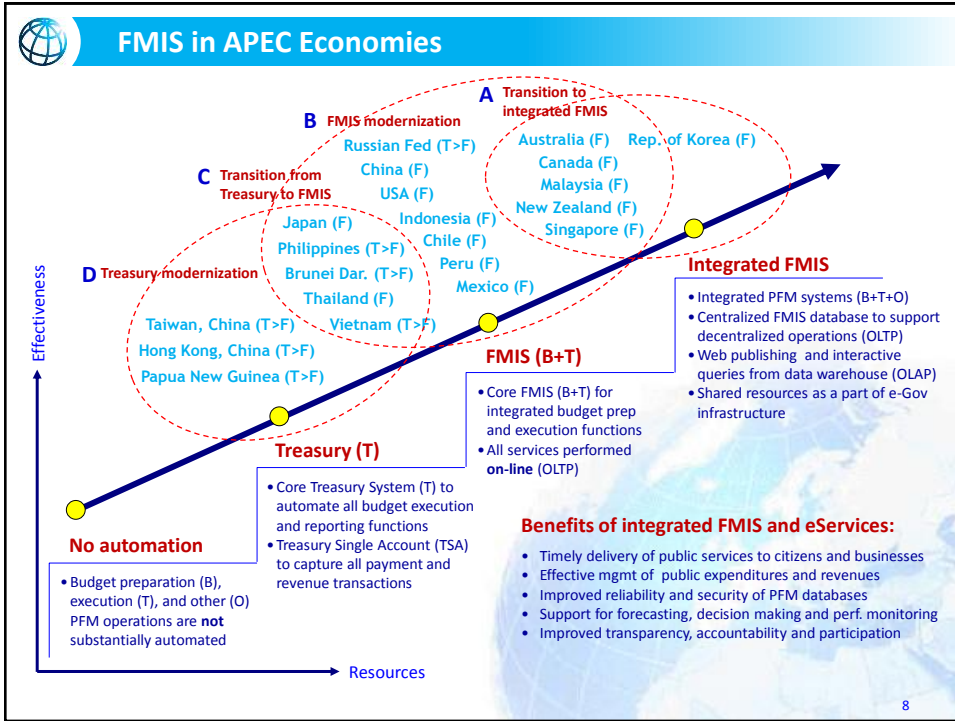 FMIS in APEC Economies
A Transition to
integrated FMIS
B FMIS modernization
Russian Fed (T>F)
China (F)
USA (F)
Indonesia (F)
Chile (F)
Peru (F)
Mexico (F)
Australia (F)
Canada (F)
Malaysia (F)
New Zealand (F)
Singapore (F)
Rep. of Korea (F)
C Transition from
Treasury to FMIS
Japan (F)
Philippines (T>F)
Brunei Dar. (T>F)
Thailand (F)
Vietnam (T>F)
D Treasury modernization
Taiwan, China (T>F)
Hong Kong, China (T>F)
Papua New Guinea (T>F)
Effectiveness
Integrated FMIS
• Integrated PFM systems (B+T+O)
• Centralized FMIS database to support
decentralized operations (OLTP)
• Web publishing and interactive
queries from data warehouse (OLAP)
• Shared resources as a part of e-Gov
infrastructure
FMIS (B+T)
• Core FMIS (B+T) for
integrated budget prep
and execution functions
• All services performed
on-line (OLTP)
Treasury (T)
• Core Treasury System (T) to
automate all budget execution
and reporting functions
• Treasury Single Account (TSA)
to capture all payment and
revenue transactions
No automation
• Budget preparation (B),
execution (T), and other (O)
PFM operations are not
substantially automated
Benefits of integrated FMIS and eServices:
• Timely delivery of public services to citizens and businesses
• Effective mgmt of public expenditures and revenues
• Improved reliability and security of PFM databases
• Support for forecasting, decision making and perf. monitoring
• Improved transparency, accountability and participation
Resources
8